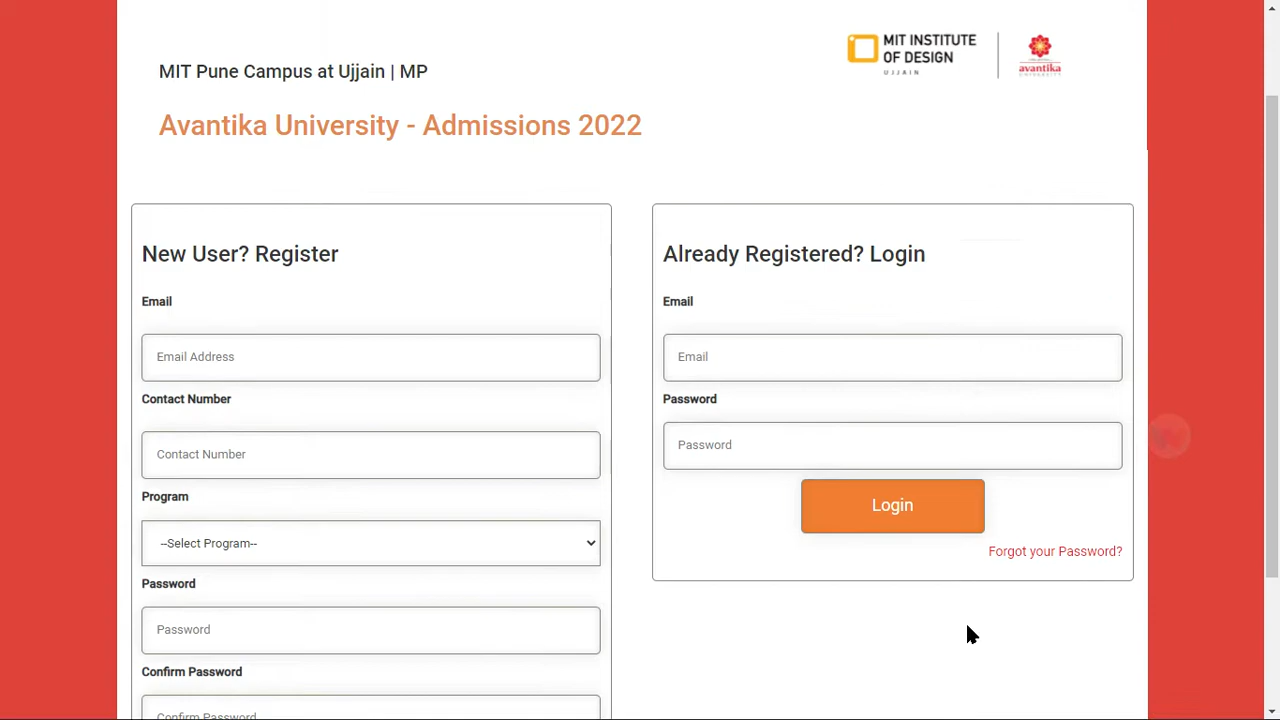 MIT Pune Campus at Ujjain | MP
MIT INSTITUTE
OF DESIGN
UJJAIN
avantika
UNIVERSITY
Avantika University - Admissions 2022
New User? Register
Email
Email Address
Contact Number
Contact Number
Program
--Select Program--
Password
Password
Confirm Password
Confirm Password
Already Registered? Login
Email
Email
Password
Password
Login
Forgot your Password?